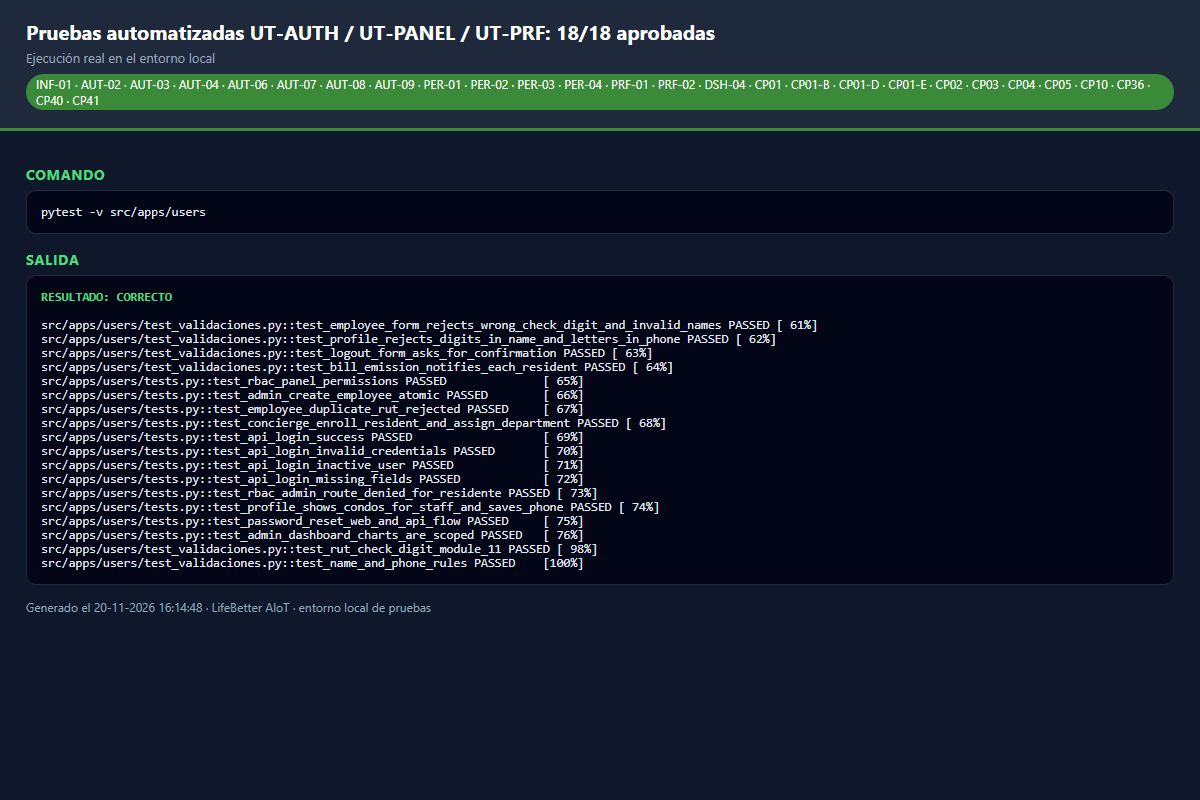 Pruebas automatizadas UT-AUTH / UT-PANEL / UT-PRF: 18/18 aprobadas
Ejecución real en el entorno local
INF-01 · AUT-02 · AUT-03 · AUT-04 · AUT-06 · AUT-07 · AUT-08 · AUT-09 · PER-01 · PER-02 · PER-03 · PER-04 · PRF-01 · PRF-02 · DSH-04 · CP01 · CP01-B · CP01-D · CP01-E · CP02 · CP03 · CP04 · CP05 · CP10 · CP36 ·
CP40 · CP41
COMANDO
pytest -v src/apps/users
SALIDA
RESULTADO: CORRECTO
src/apps/users/test_validaciones.py::test_employee_form_rejects_wrong_check_digit_and_invalid_names PASSED [ 61%]
src/apps/users/test_validaciones.py::test_profile_rejects_digits_in_name_and_letters_in_phone PASSED [ 62%]
src/apps/users/test_validaciones.py::test_logout_form_asks_for_confirmation PASSED [ 63%]
src/apps/users/test_validaciones.py::test_bill_emission_notifies_each_resident PASSED [ 64%]
src/apps/users/tests.py::test_rbac_panel_permissions PASSED [ 65%]
src/apps/users/tests.py::test_admin_create_employee_atomic PASSED [ 66%]
src/apps/users/tests.py::test_employee_duplicate_rut_rejected PASSED [ 67%]
src/apps/users/tests.py::test_concierge_enroll_resident_and_assign_department PASSED [ 68%]
src/apps/users/tests.py::test_api_login_success PASSED [ 69%]
src/apps/users/tests.py::test_api_login_invalid_credentials PASSED [ 70%]
src/apps/users/tests.py::test_api_login_inactive_user PASSED [ 71%]
src/apps/users/tests.py::test_api_login_missing_fields PASSED [ 72%]
src/apps/users/tests.py::test_rbac_admin_route_denied_for_residente PASSED [ 73%]
src/apps/users/tests.py::test_profile_shows_condos_for_staff_and_saves_phone PASSED [ 74%]
src/apps/users/tests.py::test_password_reset_web_and_api_flow PASSED [ 75%]
src/apps/users/tests.py::test_admin_dashboard_charts_are_scoped PASSED [ 76%]
src/apps/users/test_validaciones.py::test_rut_check_digit_module_11 PASSED [ 98%]
src/apps/users/test_validaciones.py::test_name_and_phone_rules PASSED [100%]
Generado el 20-11-2026 16:14:48 · LifeBetter AIoT · entorno local de pruebas